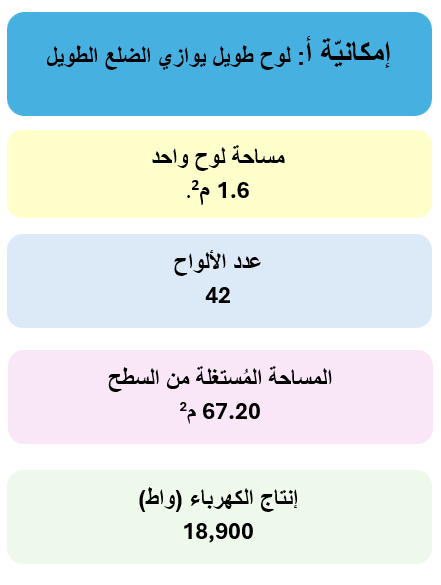 إمكانيّة أ: لوح طويل يوازي الضلع الطويل
مساحة لوح واحد
1.6 م².
عدد الألواح
42
المساحة المُستغلة من السطح
67.20 م²
إنتاج الكهرباء (واط)
18,900